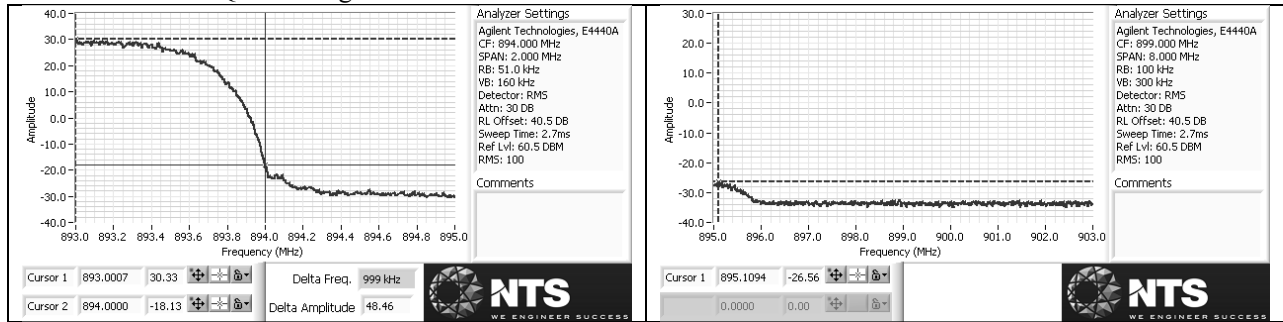 40.0
30.0
20.0
10.0
0.0
-10.0
-20.0
-30.0
-40.0
Amplitude
893.0 893.2 893.4 893.6 893.8 894.0 894.2 894.4 894.6 894.8 895.0
Frequency (MHz)
Analyzer Settings
Agilent Technologies, E4440A
CF: 894.000 MHz
SPAN: 2.000 MHz
RB: 51.0 kHz
VB: 160 kHz
Detector: RMS
Attn: 30 DB
RL Offset: 40.5 DB
Sweep Time: 2.7ms
Ref Lvl: 60.5 DBM
RMS: 100
Comments
Cursor 1 893.0007 30.33
Cursor 2 894.0000 -18.13
Delta Freq. 999 kHz
Delta Amplitude 48.46
NTS
WE ENGINEER SUCCESS
30.0
20.0
10.0
0.0
-10.0
-20.0
-30.0
-40.0
Amplitude
895.0 896.0 897.0 898.0 899.0 900.0 901.0 902.0 903.0
Frequency (MHz)
Analyzer Settings
Agilent Technologies, E4440A
CF: 899.000 MHz
SPAN: 8.000 MHz
RB: 100 kHz
VB: 300 kHz
Detector: RMS
Attn: 30 DB
RL Offset: 40.5 DB
Sweep Time: 2.7ms
Ref Lvl: 60.5 DBM
RMS: 100
Comments
Cursor 1 895.1094 -26.56
0.0000 0.00
NTS
WE ENGINEER SUCCESS